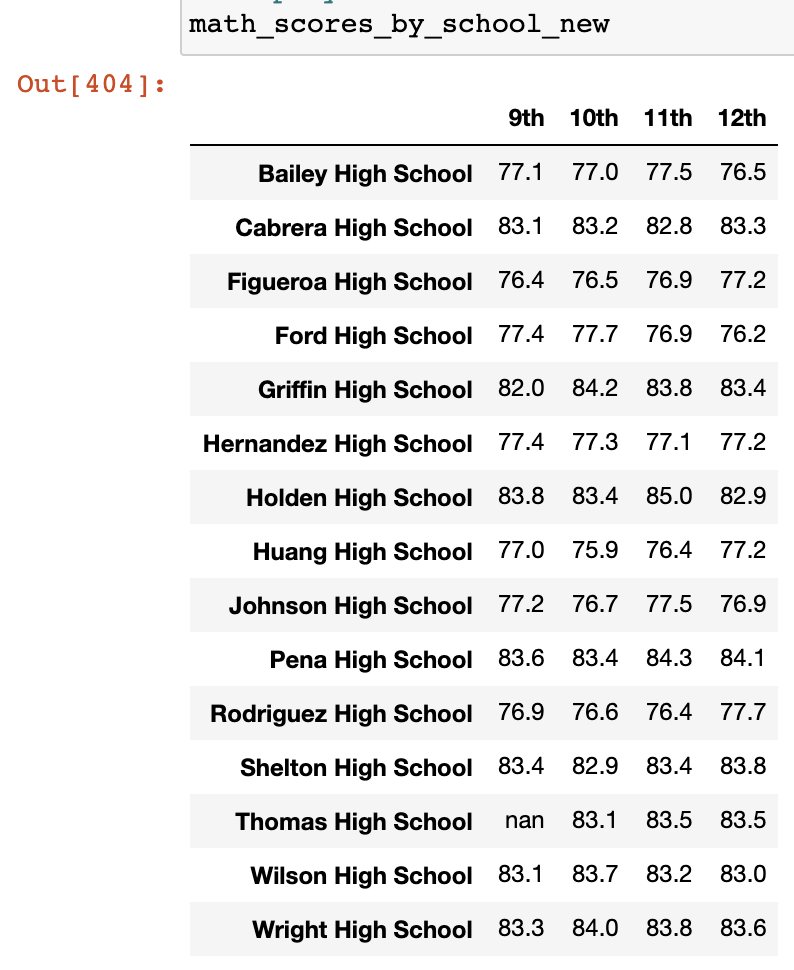 math_scores_by_school_new
Out[404]:
9th 10th 11th 12th
Bailey High School 77.1 77.0 77.5 76.5
Cabrera High School 83.1 83.2 82.8 83.3
Figueroa High School 76.4 76.5 76.9 77.2
Ford High School 77.4 77.7 76.9 76.2
Griffin High School 82.0 84.2 83.8 83.4
Hernandez High School 77.4 77.3 77.1 77.2
Holden High School 83.8 83.4 85.0 82.9
Huang High School 77.0 75.9 76.4 77.2
Johnson High School 77.2 76.7 77.5 76.9
Pena High School 83.6 83.4 84.3 84.1
Rodriguez High School 76.9 76.6 76.4 77.7
Shelton High School 83.4 82.9 83.4 83.8
Thomas High School nan 83.1 83.5 83.5
Wilson High School 83.1 83.7 83.2 83.0
Wright High School 83.3 84.0 83.8 83.6